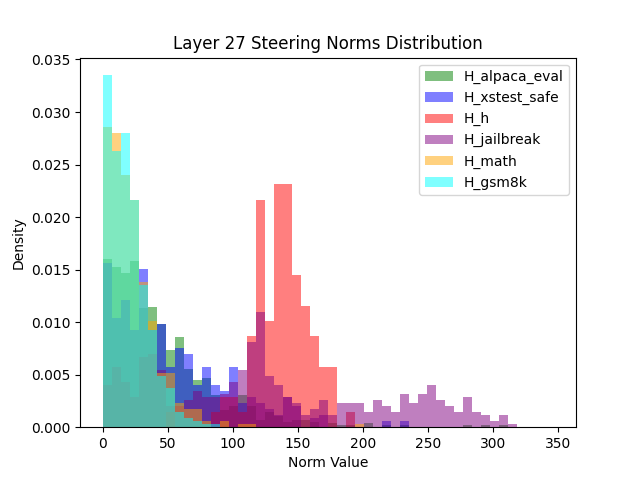 Layer 27 Steering Norms Distribution
0.035
0.030
0.025
0.020
0.015
0.010
0.005
0.000
Density
H_alpaca_eval
H_xstest_safe
H_h
H_jailbreak
H_math
H_gsm8k
0 50 100 150 200 250 300 350
Norm Value